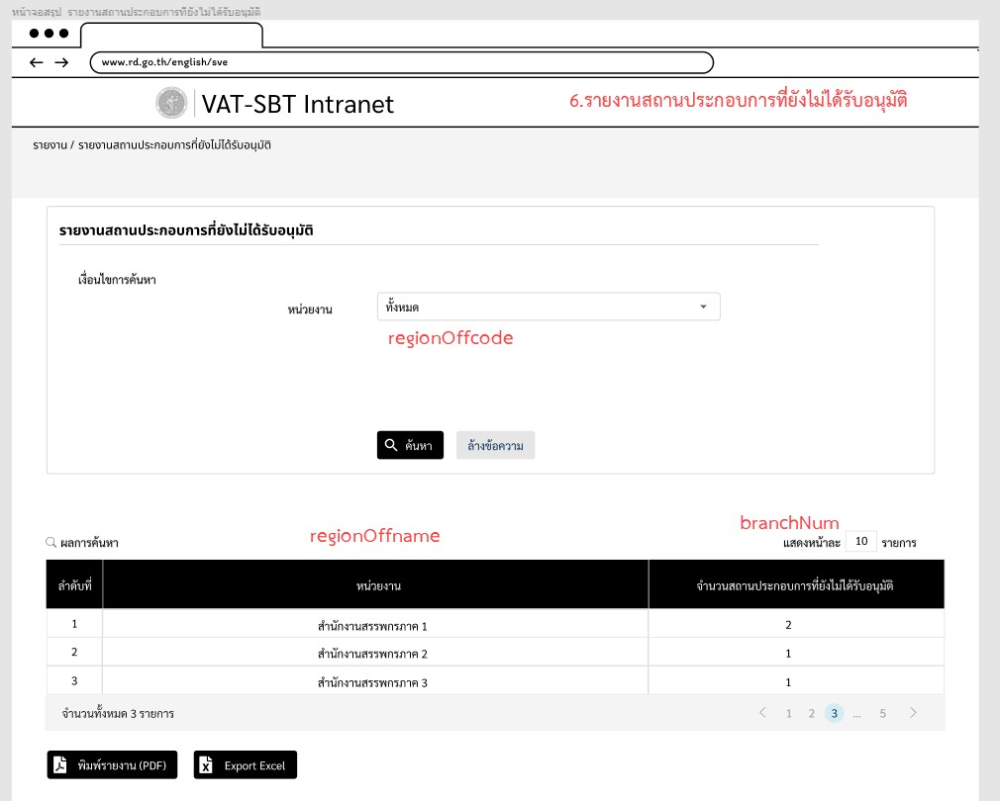 หน้าจอสรุป รายงานสถานประกอบการที่ยังไม่ได้รับอนุมัติ
www.rd.go.th/english/sve
VAT-SBT Intranet
6.รายงานสถานประกอบการที่ยังไม่ได้รับอนุมัติ
รายงาน / รายงานสถานประกอบการที่ยังไม่ได้รับอนุมัติ
รายงานสถานประกอบการที่ยังไม่ได้รับอนุมัติ
เงื่อนไขการค้นหา
หน่วยงาน ทั้งหมด
regionOffcode
ค้นหา ล้างข้อความ
branchNum
regionOffname
ผลการค้นหา แสดงหน้าละ 10 รายการ
ลำดับที่ หน่วยงาน จำนวนสถานประกอบการที่ยังไม่ได้รับอนุมัติ
1 สำนักงานสรรพกรภาค 1 2
2 สำนักงานสรรพกรภาค 2 1
3 สำนักงานสรรพกรภาค 3 1
จำนวนทั้งหมด 3 รายการ 1 2 3 ... 5
พิมพ์รายงาน (PDF) Export Excel